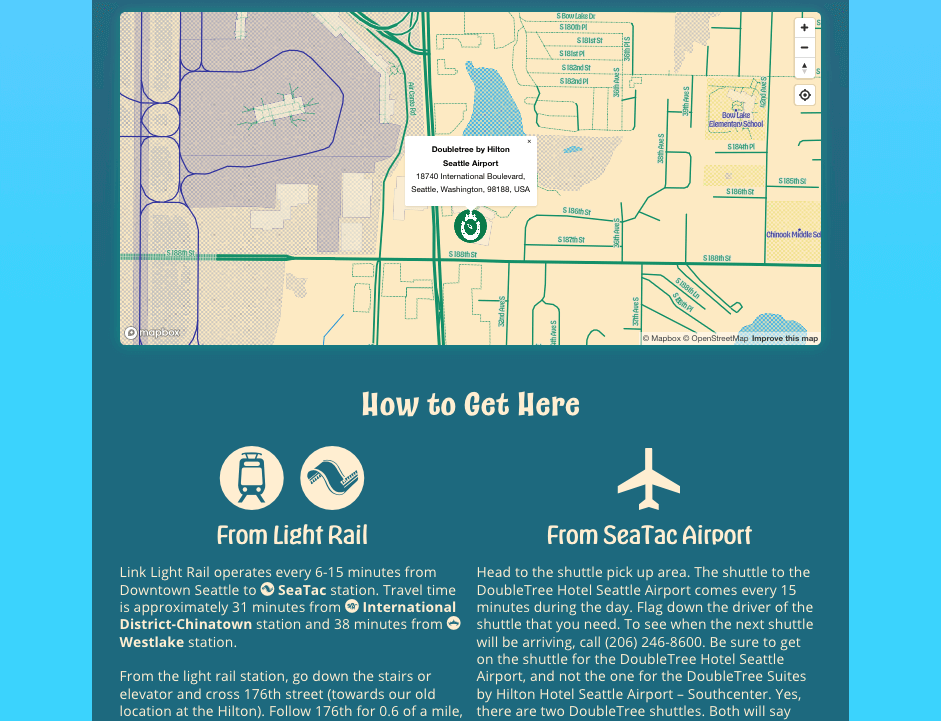 S Bow Lake Dr
S 180th Pl
S 181st St
S 181st Pl
S 182nd St
S 182nd Pl
36th Pl S
36th Ave S
39th Ave S
42nd Ave S
Air Cargo Rd
Bow Lake
Elementary School
S 184th Pl
38th Ave S
S 185th St
S 186th St
Doubletree by Hilton
Seattle Airport
18740 International Boulevard,
Seattle, Washington, 98188, USA
×
S 186th St
S 187th St
36th Ave S
Chinook Middle Sc
S 188th St
S 188th St
S 188th St
32nd Ave S
37th Ave S
mapbox
© Mapbox © OpenStreetMap Improve this map
How to Get Here
From Light Rail
Link Light Rail operates every 6-15 minutes from
Downtown Seattle to SeaTac station. Travel time
is approximately 31 minutes from International
District-Chinatown station and 38 minutes from
Westlake station.
From the light rail station, go down the stairs or
elevator and cross 176th street (towards our old
location at the Hilton). Follow 176th for 0.6 of a mile,
From SeaTac Airport
Head to the shuttle pick up area. The shuttle to the
DoubleTree Hotel Seattle Airport comes every 15
minutes during the day. Flag down the driver of the
shuttle that you need. To see when the next shuttle
will be arriving, call (206) 246-8600. Be sure to get
on the shuttle for the DoubleTree Hotel Seattle
Airport, and not the one for the DoubleTree Suites
by Hilton Hotel Seattle Airport – Southcenter. Yes,
there are two DoubleTree shuttles. Both will say